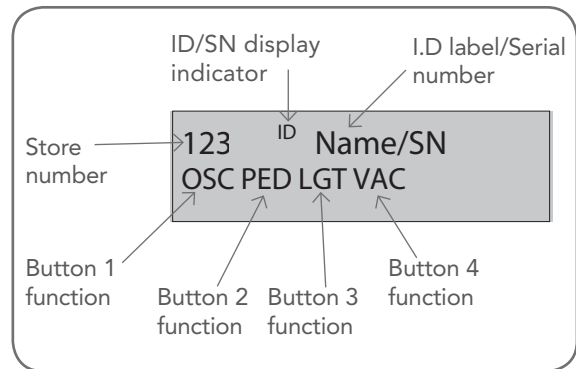 ID/SN display
indicator
I.D label/Serial
number
Store
number
123 ID Name/SN
OSC PED LGT VAC
Button 1
function
Button 2
function
Button 3
function
Button 4
function